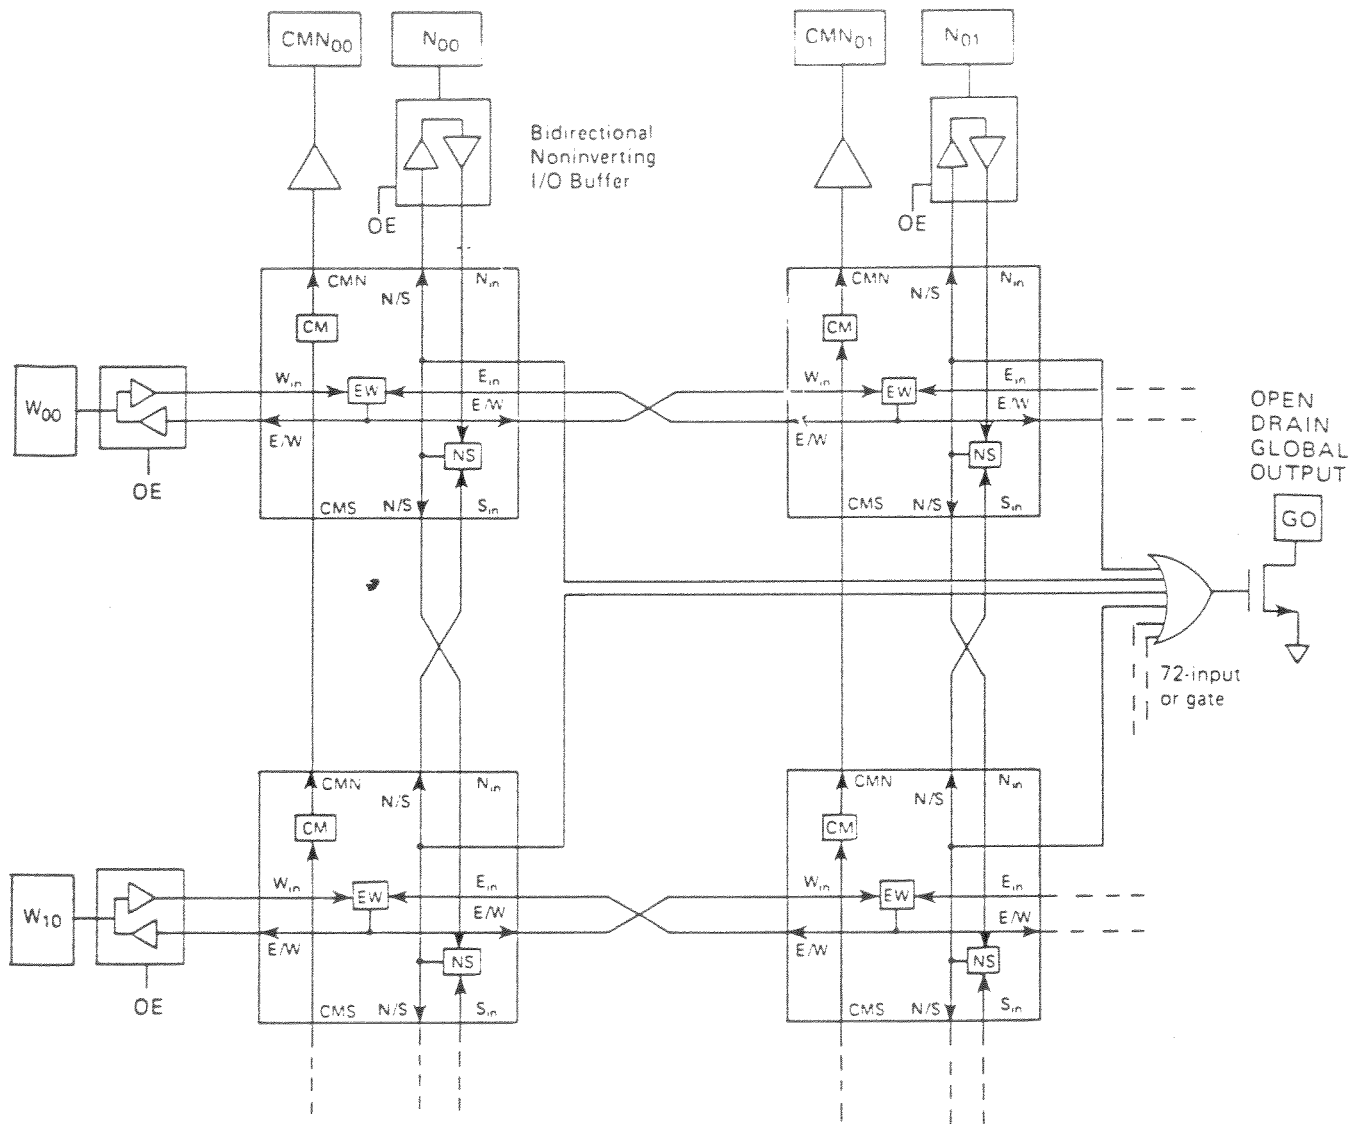 CMN00 N00 CMN01 N01
Bidirectional
Noninverting
I/O Buffer
OE OE
CMN N/S Nin CMN N/S Nin
CM CM
W00 Win EW Ein Win EW Ein
E/W E/W E/W E/W
NS NS
OE
CMS N/S Sin CMS N/S Sin
OPEN
DRAIN
GLOBAL
OUTPUT
GO
72-input
or gate
CMN N/S Nin CMN N/S Nin
CM CM
W10 Win EW Ein Win EW Ein
E/W E/W E/W E/W
NS NS
OE
CMS N/S Sin CMS N/S Sin